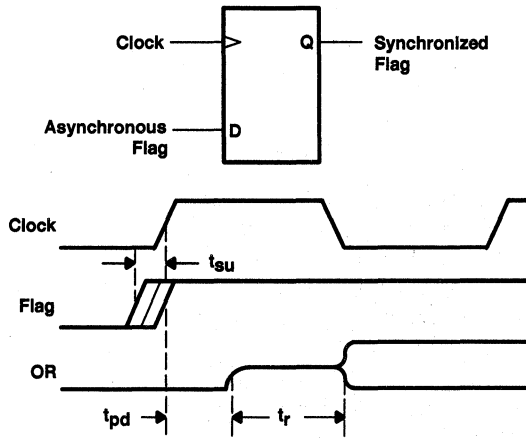 Clock
Q
Synchronized
Flag
Asynchronous
Flag
D
Clock
tsu
Flag
OR
tpd
tr